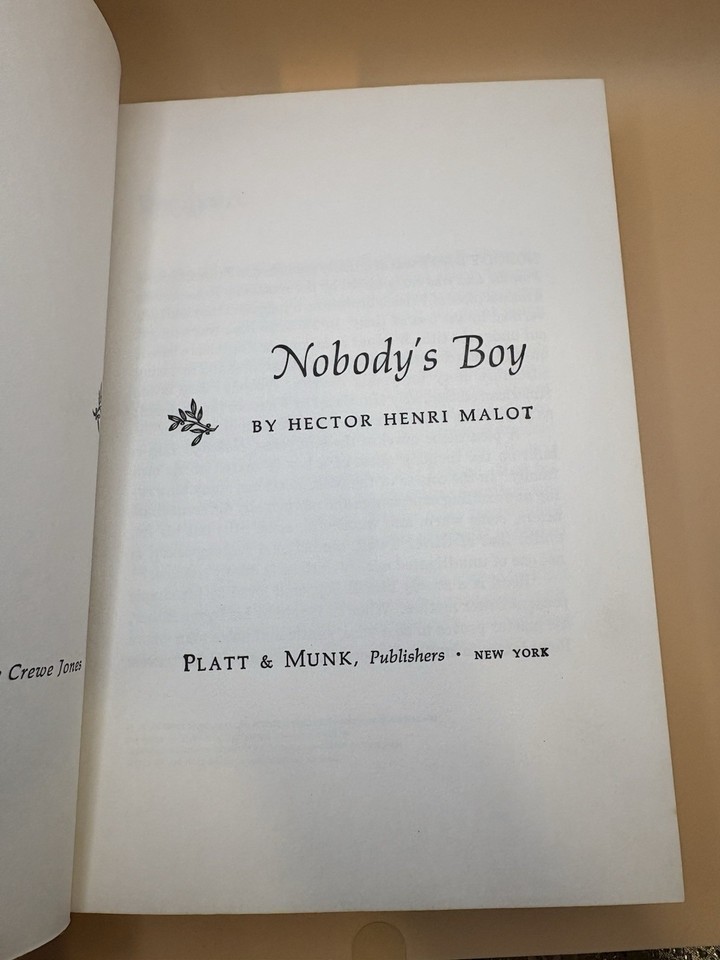 Crewe Jones
Nobody's Boy
BY HECTOR HENRI MALOT
PLATT & MUNK, Publishers · NEW YORK